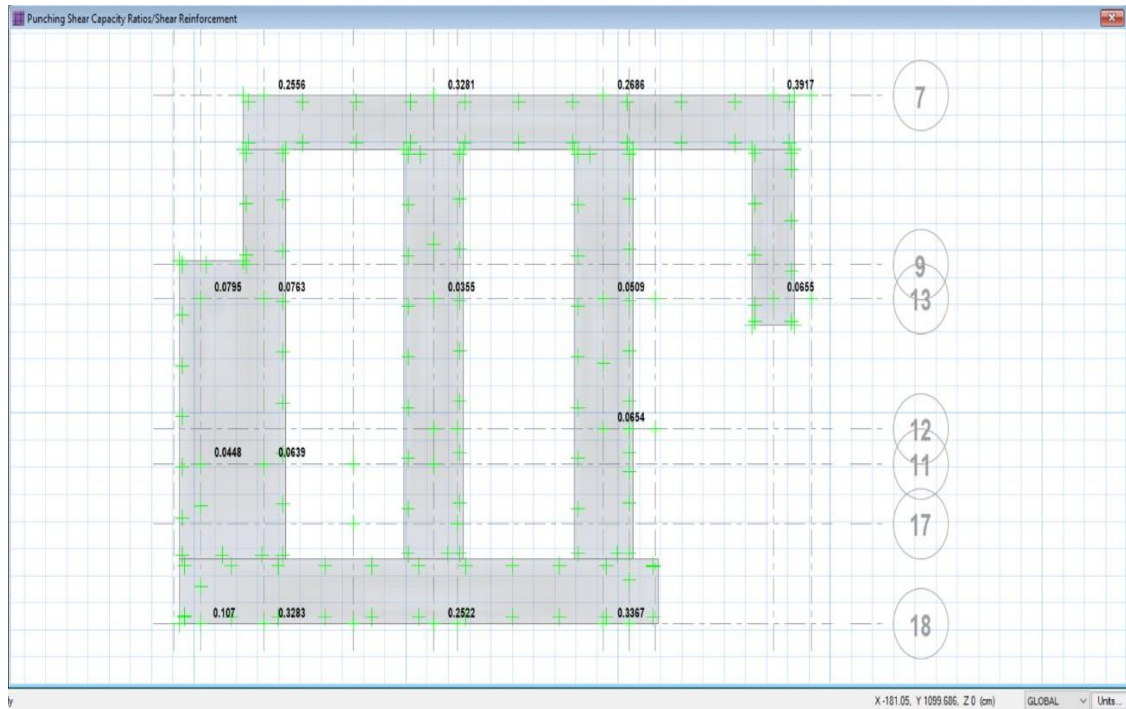 Punching Shear Capacity Ratios/Shear Reinforcement
0.2556 0.3281 0.2686 0.3917
7
9
0.0795 0.0763 0.0355 0.0509 0.0655
13
0.0654
12
0.0448 0.0639
11
17
0.107 0.3283 0.2522 0.3367
18
X -181.05, Y 1099.686, Z 0 (cm) GLOBAL Units...